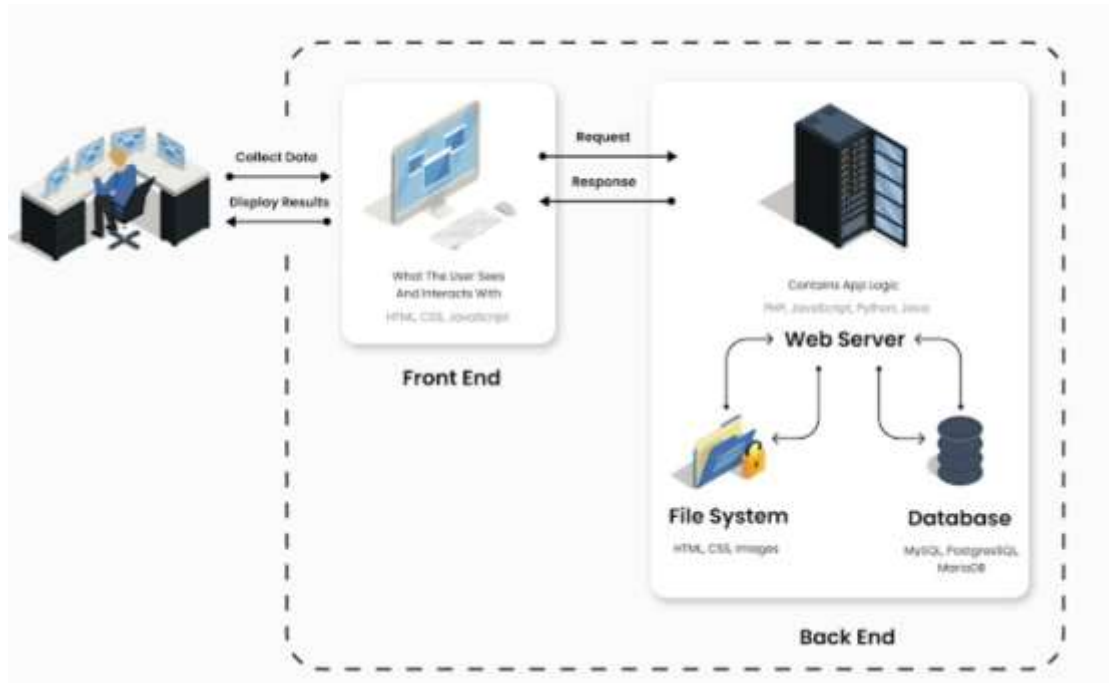 Collect Data
Display Results
What The User Sees
And Interacts With
HTML, CSS, JavaScript
Front End
Request
Response
Contains App Logic
PHP, JavaScript, Python, Java
Web Server
File System
HTML, CSS, Images
Database
MySQL, PostgresSQL,
MariaDB
Back End